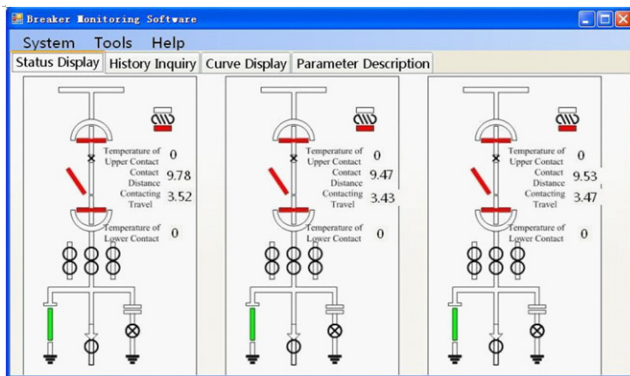 Breaker Monitoring Software
System Tools Help
Status Display History Inquiry Curve Display Parameter Description
Temperature of
Upper Contact 0
Contact
Distance 9.78
Contacting
Travel 3.52
Temperature of
Lower Contact 0
Temperature of
Upper Contact 0
Contact
Distance 9.47
Contacting
Travel 3.43
Temperature of
Lower Contact 0
Temperature of
Upper Contact 0
Contact
Distance 9.53
Contacting
Travel 3.47
Temperature of
Lower Contact 0